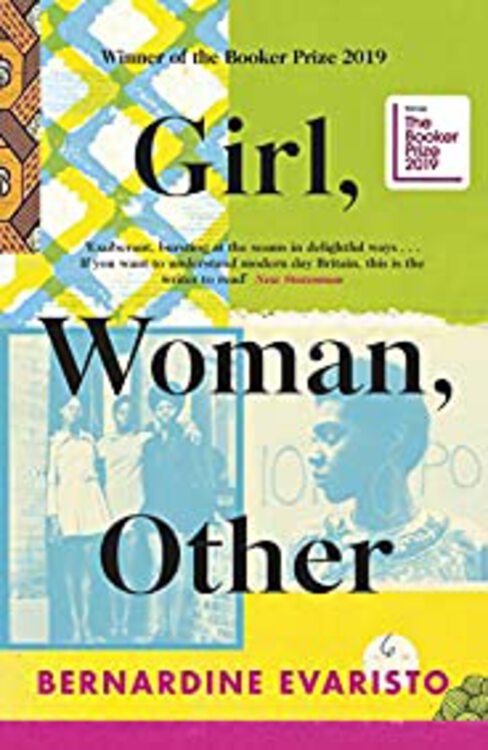 Winner of the Booker Prize 2019
Girl,
Winner
The
Booker
Prize
2019
'Exuberant, bursting at the seams in delightful ways . . .
If you want to understand modern day Britain, this is the
writer to read' New Statesman
Woman,
Other
6
BERNARDINE EVARISTO